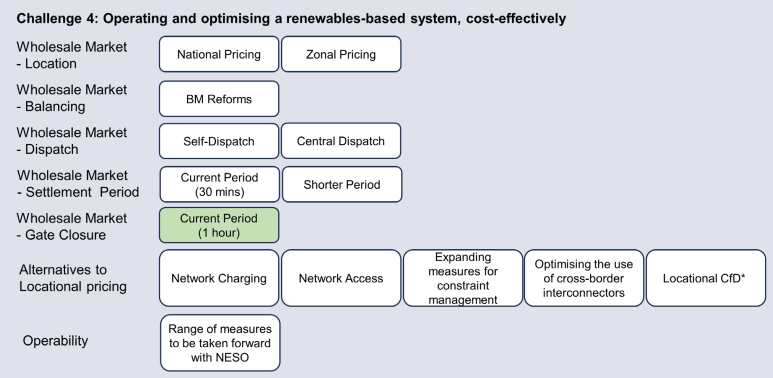 Challenge 4: Operating and optimising a renewables-based system, cost-effectively
Wholesale Market
- Location
National Pricing
Zonal Pricing
Wholesale Market
- Balancing
BM Reforms
Wholesale Market
- Dispatch
Self-Dispatch
Central Dispatch
Wholesale Market
- Settlement Period
Current Period
(30 mins)
Shorter Period
Wholesale Market
- Gate Closure
Current Period
(1 hour)
Alternatives to
Locational pricing
Network Charging
Network Access
Expanding
measures for
constraint
management
Optimising the use
of cross-border
interconnectors
Locational CfD*
Operability
Range of measures
to be taken forward
with NESO